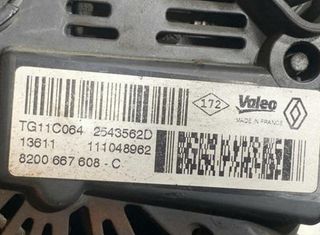 172 Valeo
MADE IN FRANCE
TG11C064 2543562D
13611 111048962
8200 667 608 - C